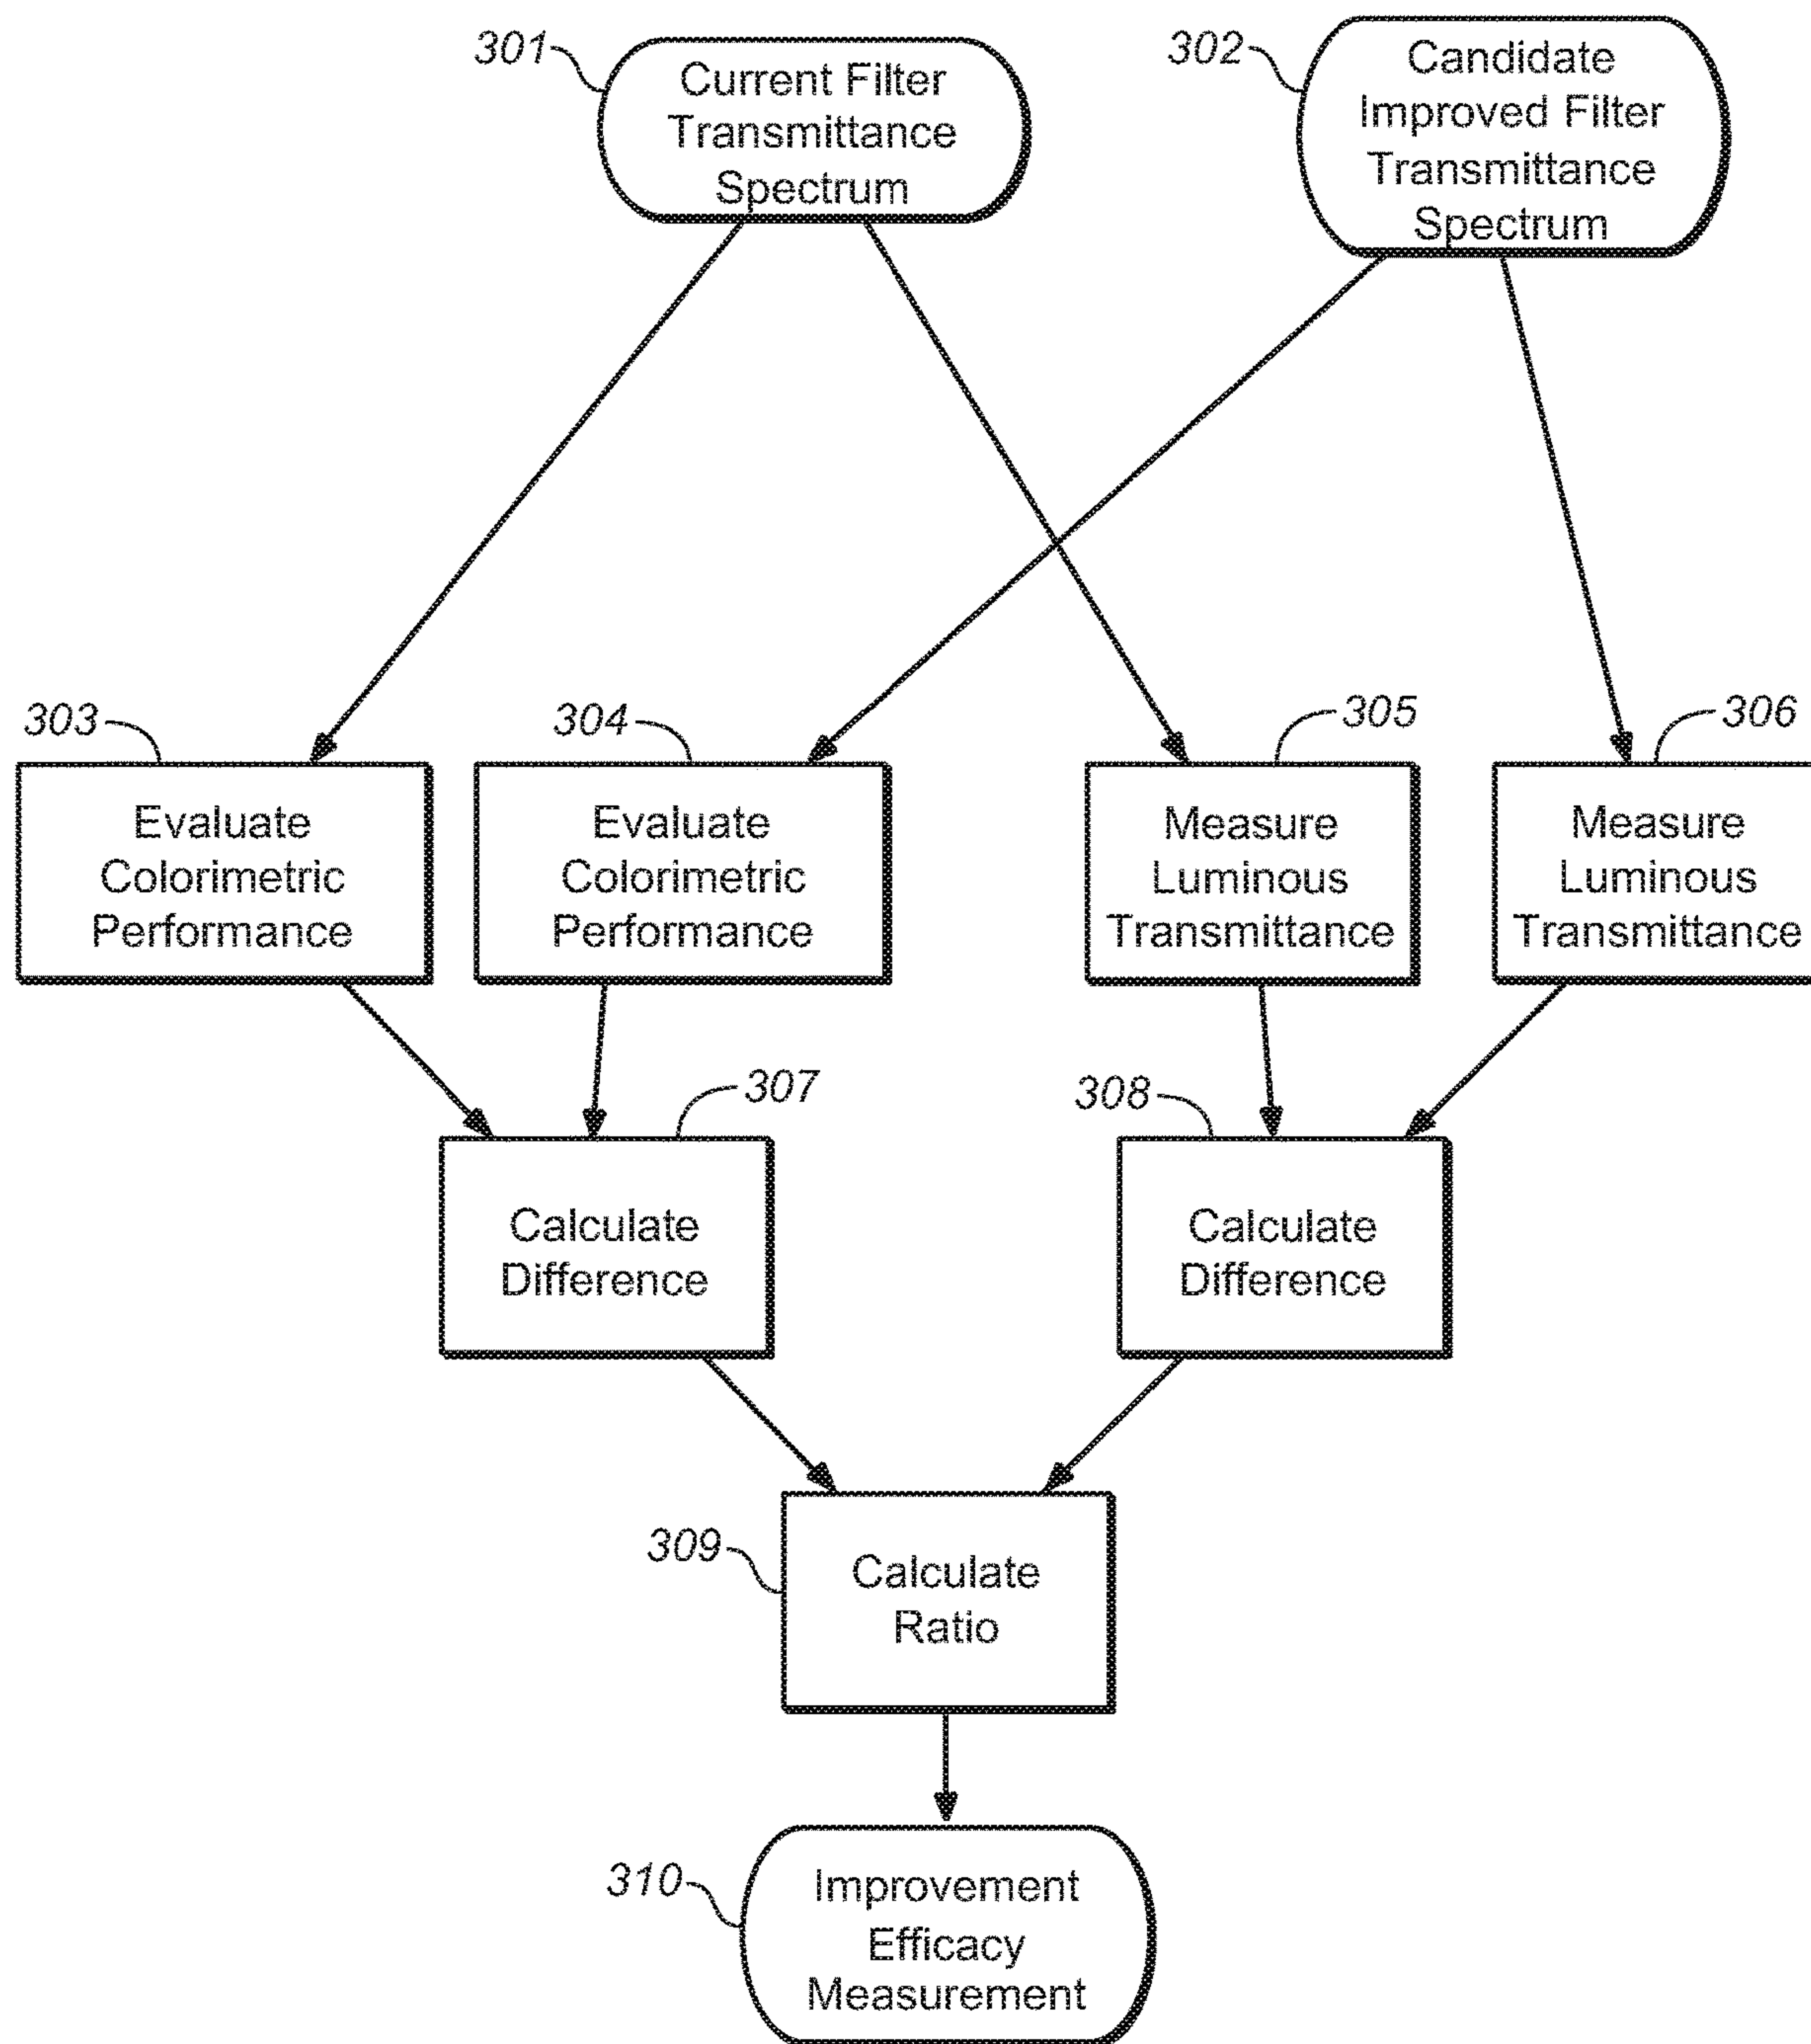 301
Current Filter
Transmittance
Spectrum
302
Candidate
Improved Filter
Transmittance
Spectrum
303
Evaluate
Colorimetric
Performance
304
Evaluate
Colorimetric
Performance
305
Measure
Luminous
Transmittance
306
Measure
Luminous
Transmittance
307
Calculate
Difference
308
Calculate
Difference
309
Calculate
Ratio
310
Improvement
Efficacy
Measurement